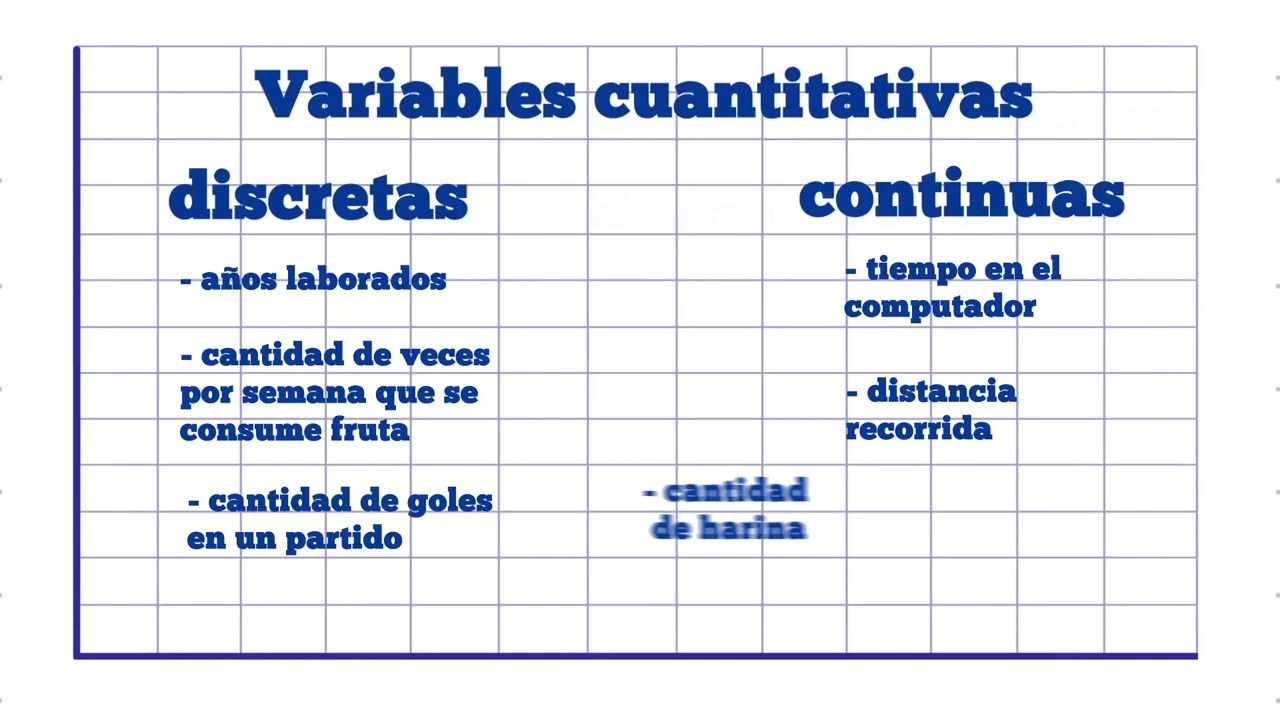 Variables cuantitativas
discretas
- años laborados
- cantidad de veces
por semana que se
consume fruta
- cantidad de goles
en un partido
continuas
- tiempo en el
computador
- distancia
recorrida
- cantidad
de harina